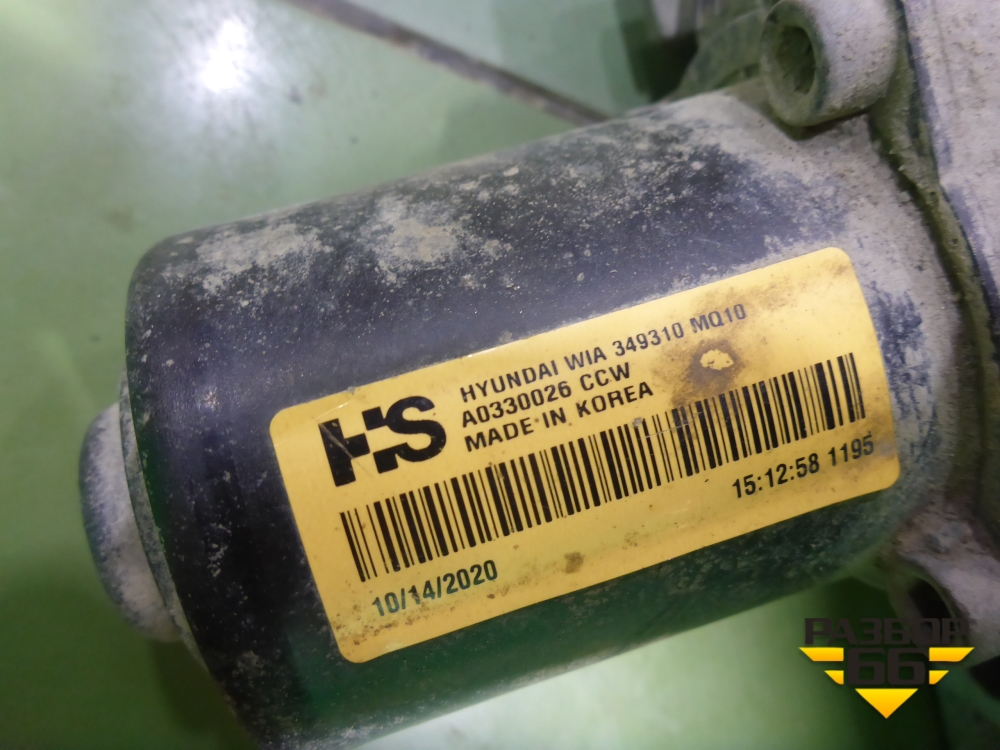 HS
HYUNDAI WIA 349310 MQ10
A0330026 CCW
MADE IN KOREA
15:12:58 1195
10/14/2020
РАЗБОР
66